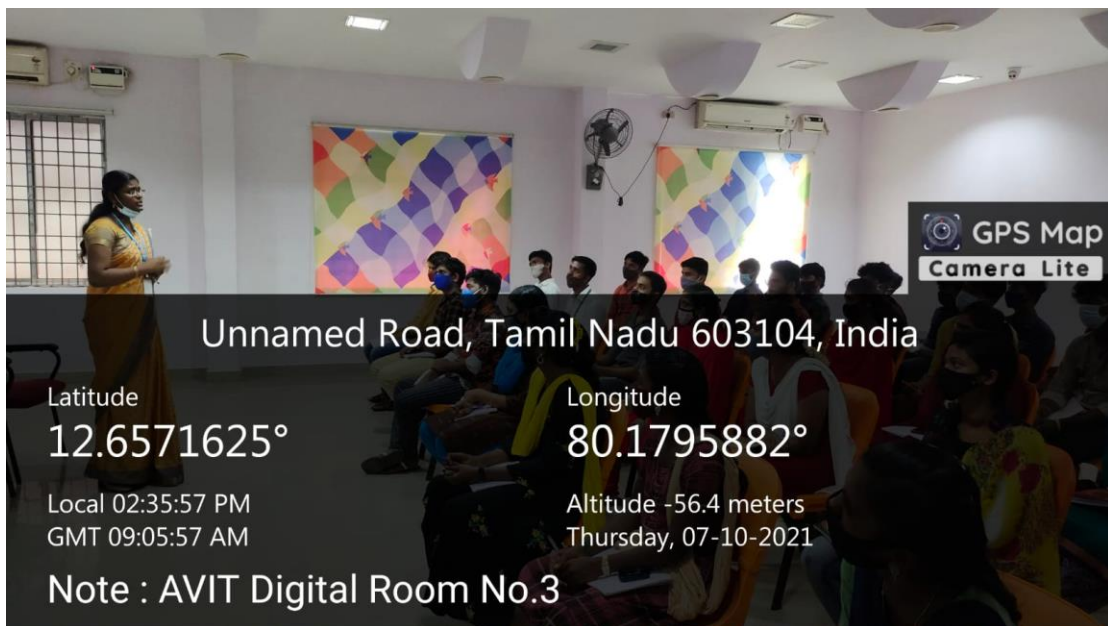 GPS Map
Camera Lite
Unnamed Road, Tamil Nadu 603104, India
Latitude
12.6571625°
Longitude
80.1795882°
Local 02:35:57 PM
GMT 09:05:57 AM
Altitude -56.4 meters
Thursday, 07-10-2021
Note : AVIT Digital Room No.3